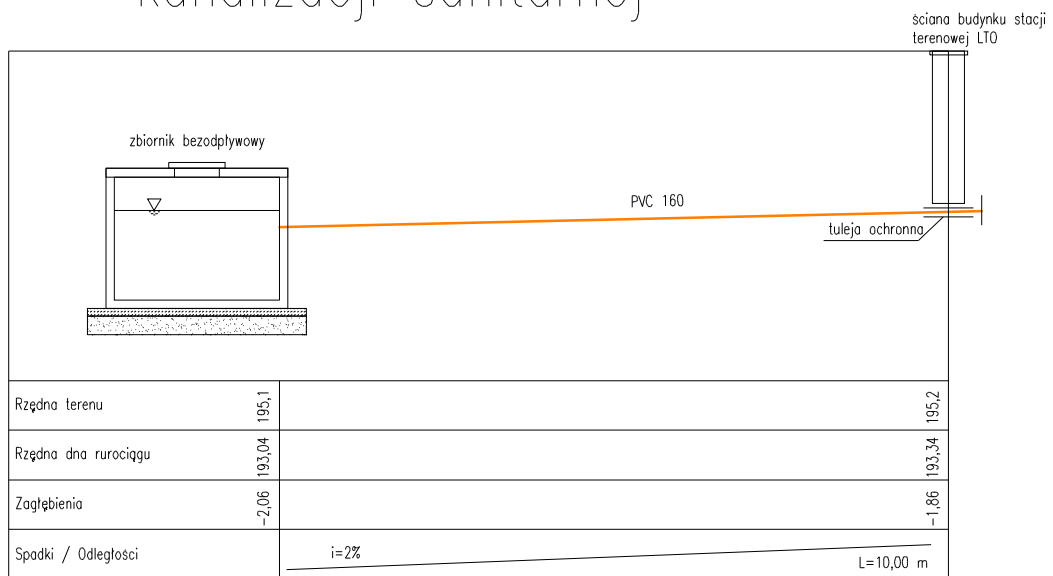 kanalizacji sanitarnej
ściana budynku stacji
terenowej LTO
zbiornik bezodpływowy
PVC 160
tuleja ochronna
Rzędna terenu 195,1 195,2
Rzędna dna rurociągu 193,04 193,34
Zagłębienia -2,06 -1,86
Spadki / Odległości i=2% L=10,00 m